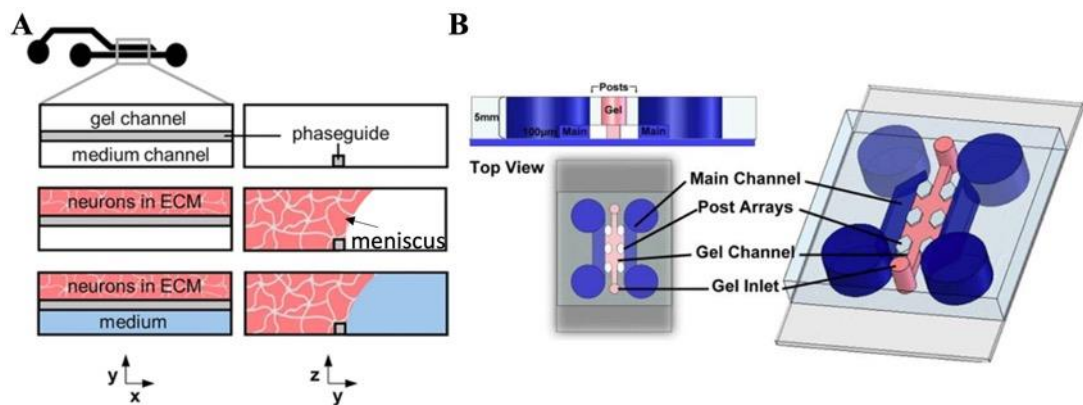 A
gel channel
phaseguide
medium channel
neurons in ECM
meniscus
neurons in ECM
medium
y
x
z
y
B
Posts
Gel
5mm
100µm
Main
Main
Top View
Main Channel
Post Arrays
Gel Channel
Gel Inlet